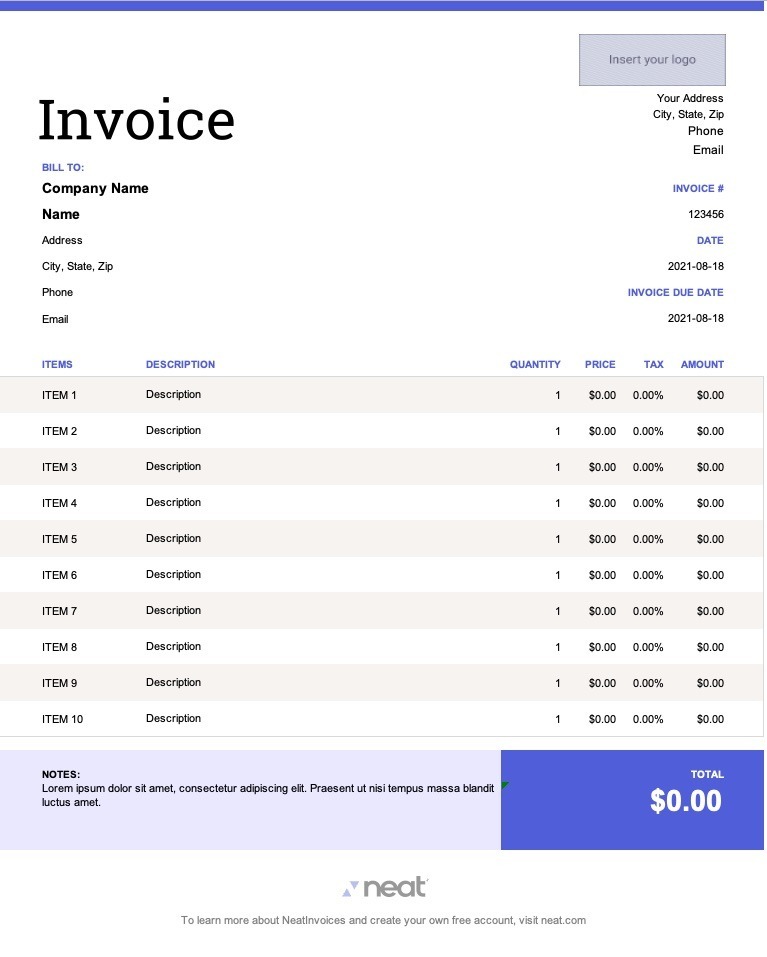 Insert your logo
Your Address
City, State, Zip
Phone
Email
Invoice
BILL TO:
Company Name INVOICE #
Name 123456
Address DATE
City, State, Zip 2021-08-18
Phone INVOICE DUE DATE
Email 2021-08-18
ITEMS DESCRIPTION QUANTITY PRICE TAX AMOUNT
ITEM 1 Description 1 $0.00 0.00% $0.00
ITEM 2 Description 1 $0.00 0.00% $0.00
ITEM 3 Description 1 $0.00 0.00% $0.00
ITEM 4 Description 1 $0.00 0.00% $0.00
ITEM 5 Description 1 $0.00 0.00% $0.00
ITEM 6 Description 1 $0.00 0.00% $0.00
ITEM 7 Description 1 $0.00 0.00% $0.00
ITEM 8 Description 1 $0.00 0.00% $0.00
ITEM 9 Description 1 $0.00 0.00% $0.00
ITEM 10 Description 1 $0.00 0.00% $0.00
NOTES: TOTAL
Lorem ipsum dolor sit amet, consectetur adipiscing elit. Praesent ut nisi tempus massa blandit
luctus amet.
$0.00
neat
To learn more about NeatInvoices and create your own free account, visit neat.com